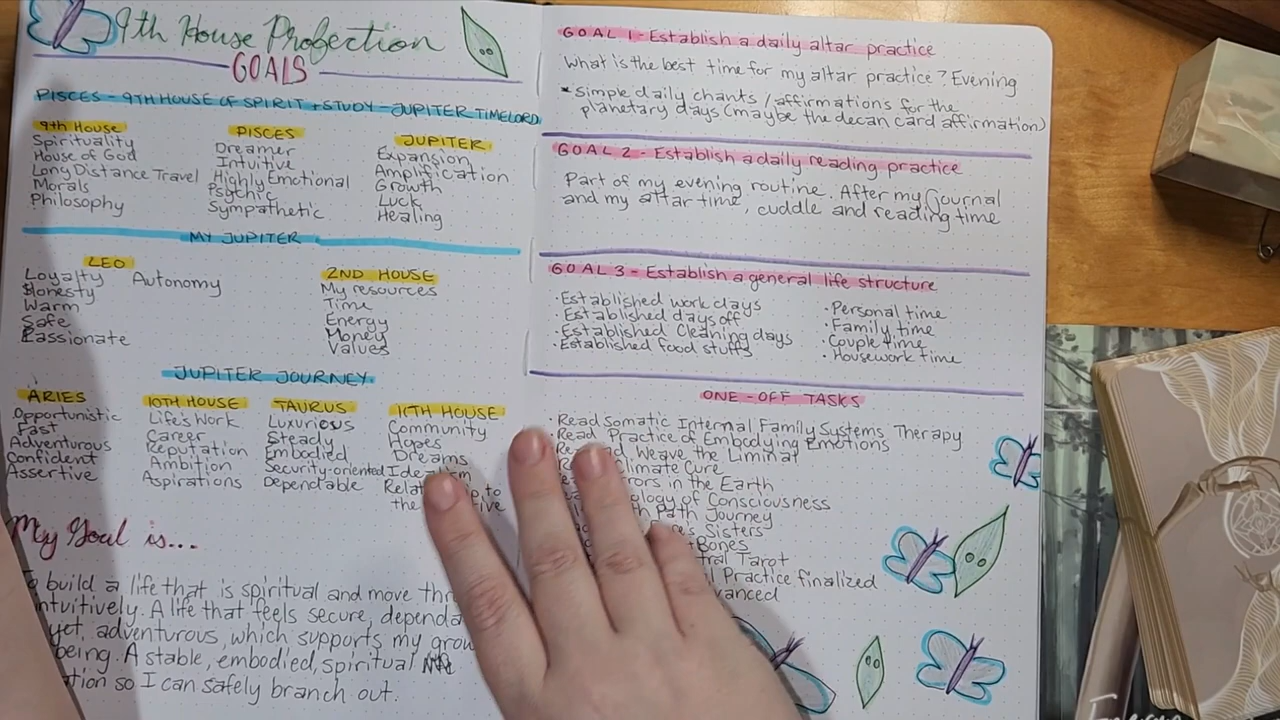 9th House Profection
GOALS
PISCES - 9TH HOUSE OF SPIRIT + STUDY - JUPITER TIMELORD
9th House
Spirituality
House of God
Long Distance Travel
Morals
Philosophy
PISCES
Dreamer
Intuitive
Highly Emotional
Psychic
Sympathetic
JUPITER
Expansion
Amplification
Growth
Luck
Healing
MY JUPITER
LEO
Loyalty Autonomy
Honesty
Warm
Safe
Passionate
2ND HOUSE
My resources
Time
Energy
Money
Values
JUPITER JOURNEY
ARIES
Opportunistic
Fast
Adventurous
Confident
Assertive
10TH HOUSE
Life's Work
Career
Reputation
Ambition
Aspirations
TAURUS
Luxurious
Steady
Embodied
Security-oriented
Dependable
11TH HOUSE
Community
Hopes
Dreams
to
the
My Goal is...
build a life that is spiritual and move
intuitively. A life that feels secure,
yet, adventurous, which supports my
being. A stable, embodied, spiritual
so I can safely branch out.
GOAL 1 - Establish a daily altar practice
What is the best time for my altar practice? Evening
* simple daily chants / affirmations for the
planetary days (maybe the decan card affirmation)
GOAL 2 - Establish a daily reading practice
Part of my evening routine. After my journal
and my altar time, cuddle and reading time
GOAL 3 - Establish a general life structure
· Established work days
· Established days off
· Established Cleaning days
· Established food stuffs
· Personal time
· Family time
· Couple time
· Housework time
ONE-OFF TASKS
· Read Somatic Internal Family Systems Therapy
· Read Practice of Embodying Emotions
Weave the Liminal
Climate Cure
in the Earth
of Consciousness
Path Journey
Sisters
Bones
Tarot
Practice finalized